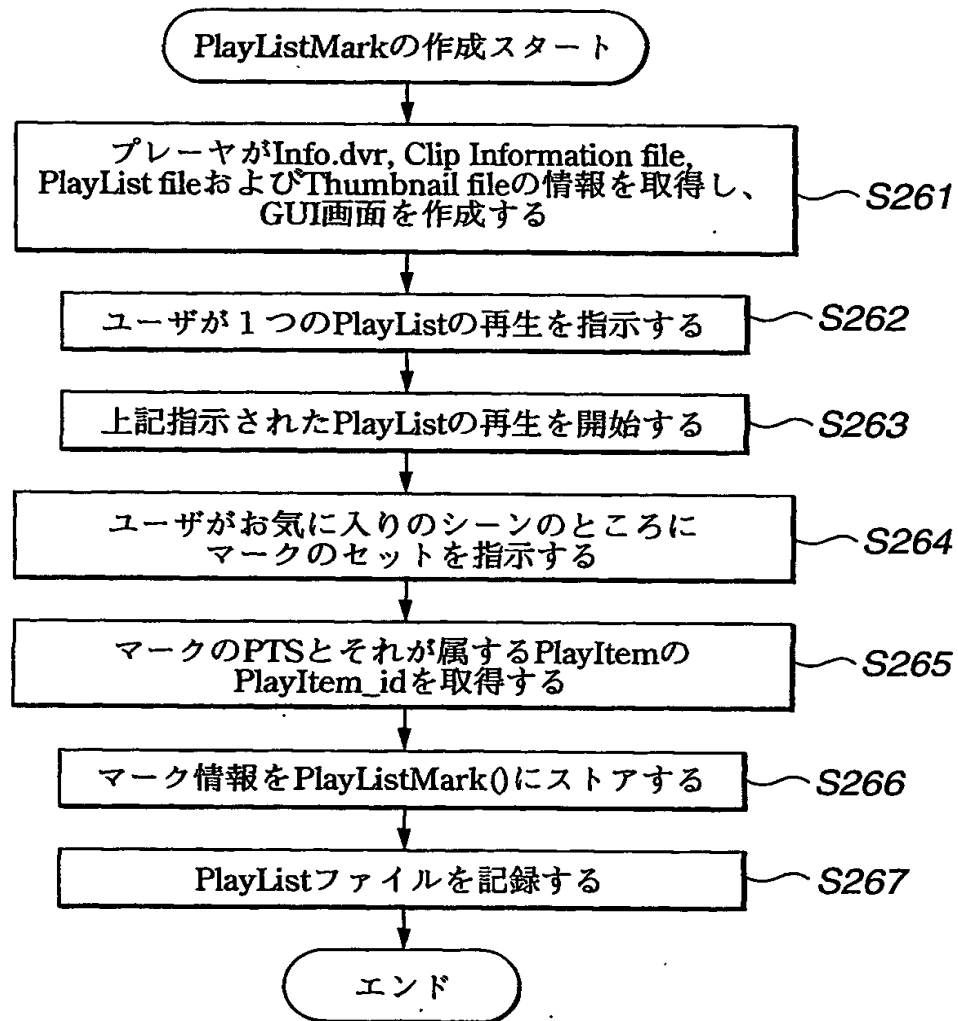 PlayListMarkの作成スタート
プレーヤがInfo.dvr, Clip Information file,
PlayList fileおよびThumbnail fileの情報を取得し、
GUI画面を作成する
S261
ユーザが１つのPlayListの再生を指示する
S262
上記指示されたPlayListの再生を開始する
S263
ユーザがお気に入りのシーンのところに
マークのセットを指示する
S264
マークのPTSとそれが属するPlayItemの
PlayItem_idを取得する
S265
マーク情報をPlayListMark()にストアする
S266
PlayListファイルを記録する
S267
エンド